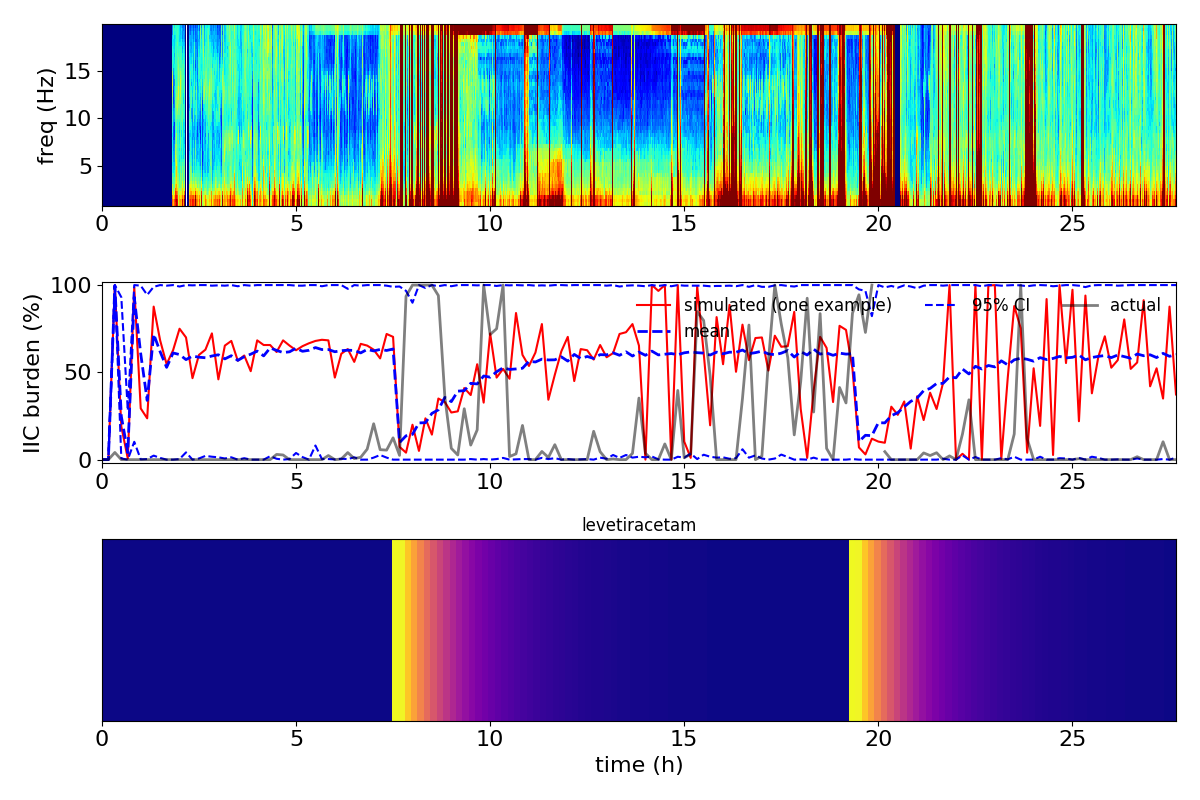 freq (Hz)
15
10
5
0 5 10 15 20 25
IIC burden (%)
100
50
0
simulated (one example) 95% CI actual
mean
0 5 10 15 20 25
levetiracetam
0 5 10 15 20 25
time (h)